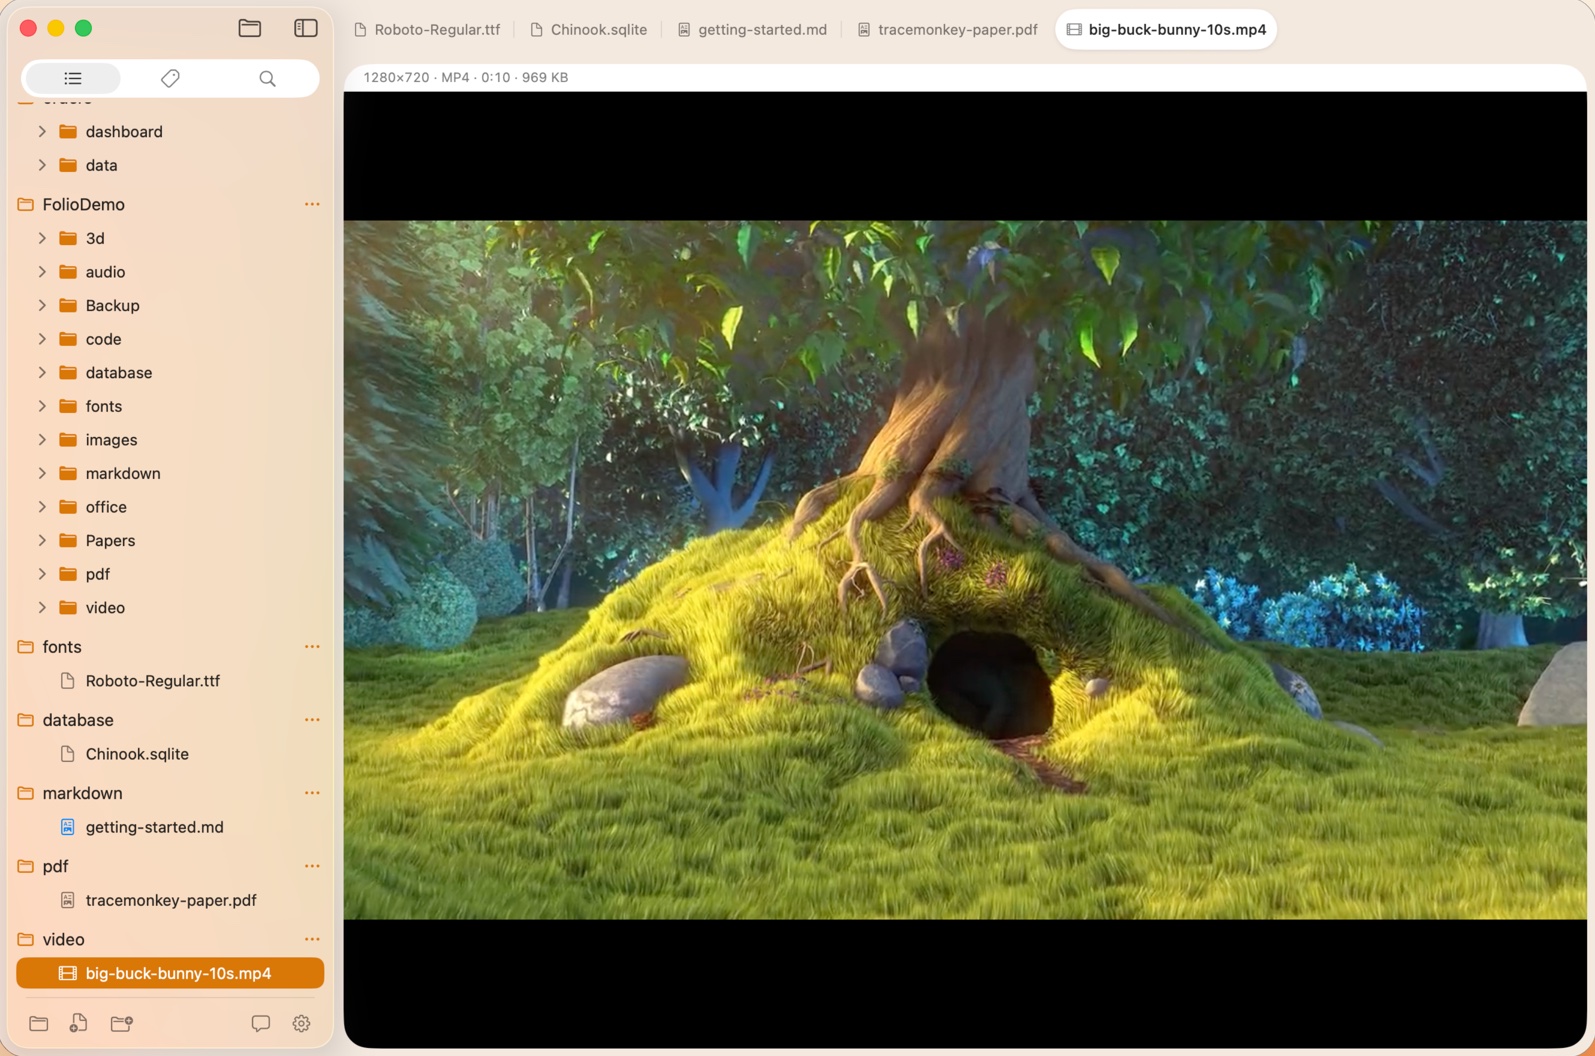 Roboto-Regular.ttf
Chinook.sqlite
getting-started.md
tracemonkey-paper.pdf
big-buck-bunny-10s.mp4
1280×720 · MP4 · 0:10 · 969 KB
dashboard
data
FolioDemo
3d
audio
Backup
code
database
fonts
images
markdown
office
Papers
pdf
video
fonts
Roboto-Regular.ttf
database
Chinook.sqlite
markdown
getting-started.md
pdf
tracemonkey-paper.pdf
video
big-buck-bunny-10s.mp4